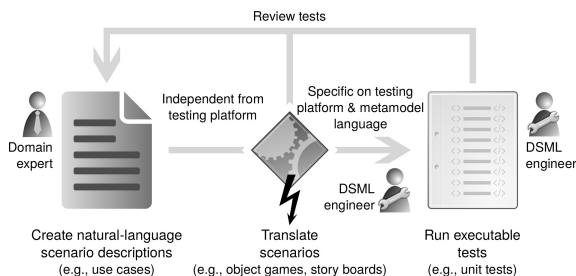 Review tests
Independent from
testing platform
Specific on testing
platform & metamodel
language
Domain
expert
DSML
engineer
DSML
engineer
Create natural-language
scenario descriptions
(e.g., use cases)
Translate
scenarios
(e.g., object games, story boards)
Run executable
tests
(e.g., unit tests)